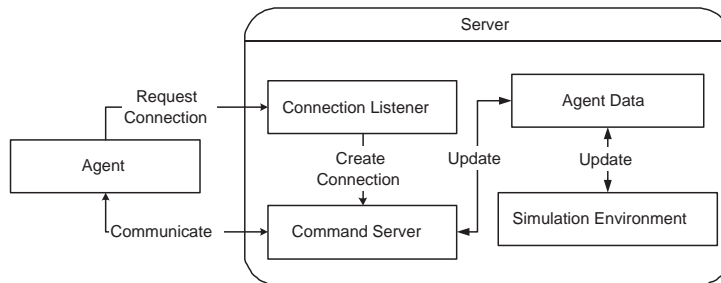 Server
Request
Connection
Connection Listener
Agent Data
Agent
Create
Connection
Update
Update
Communicate
Command Server
Simulation Environment